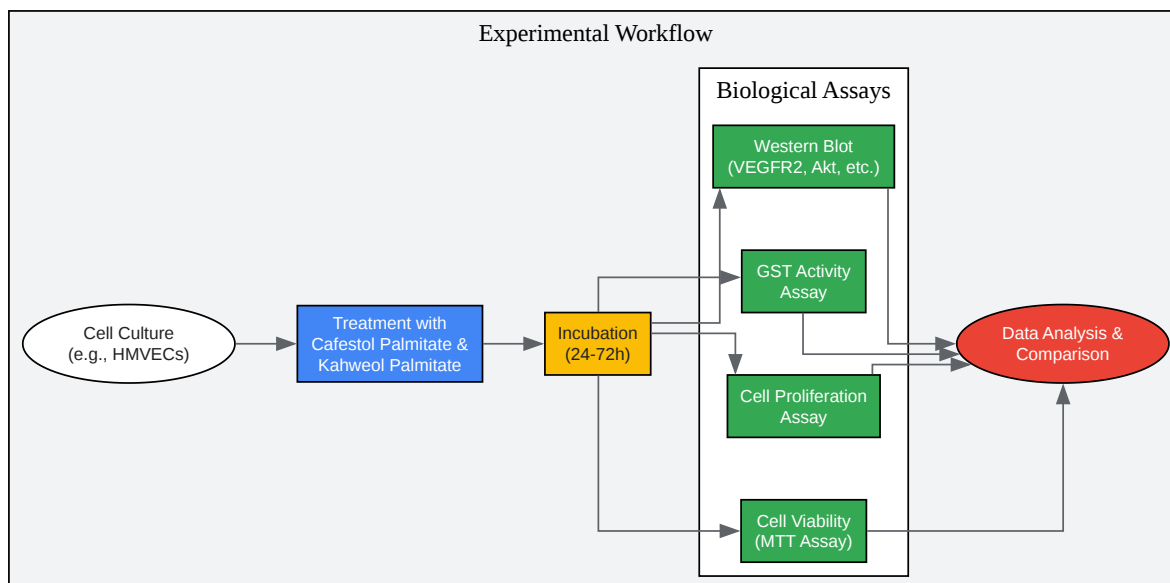 Experimental Workflow
Biological Assays
Western Blot
(VEGFR2, Akt, etc.)
GST Activity
Assay
Cell Culture
(e.g., HMVECs)
Treatment with
Cafestol Palmitate &
Kahweol Palmitate
Incubation
(24-72h)
Data Analysis &
Comparison
Cell Proliferation
Assay
Cell Viability
(MTT Assay)